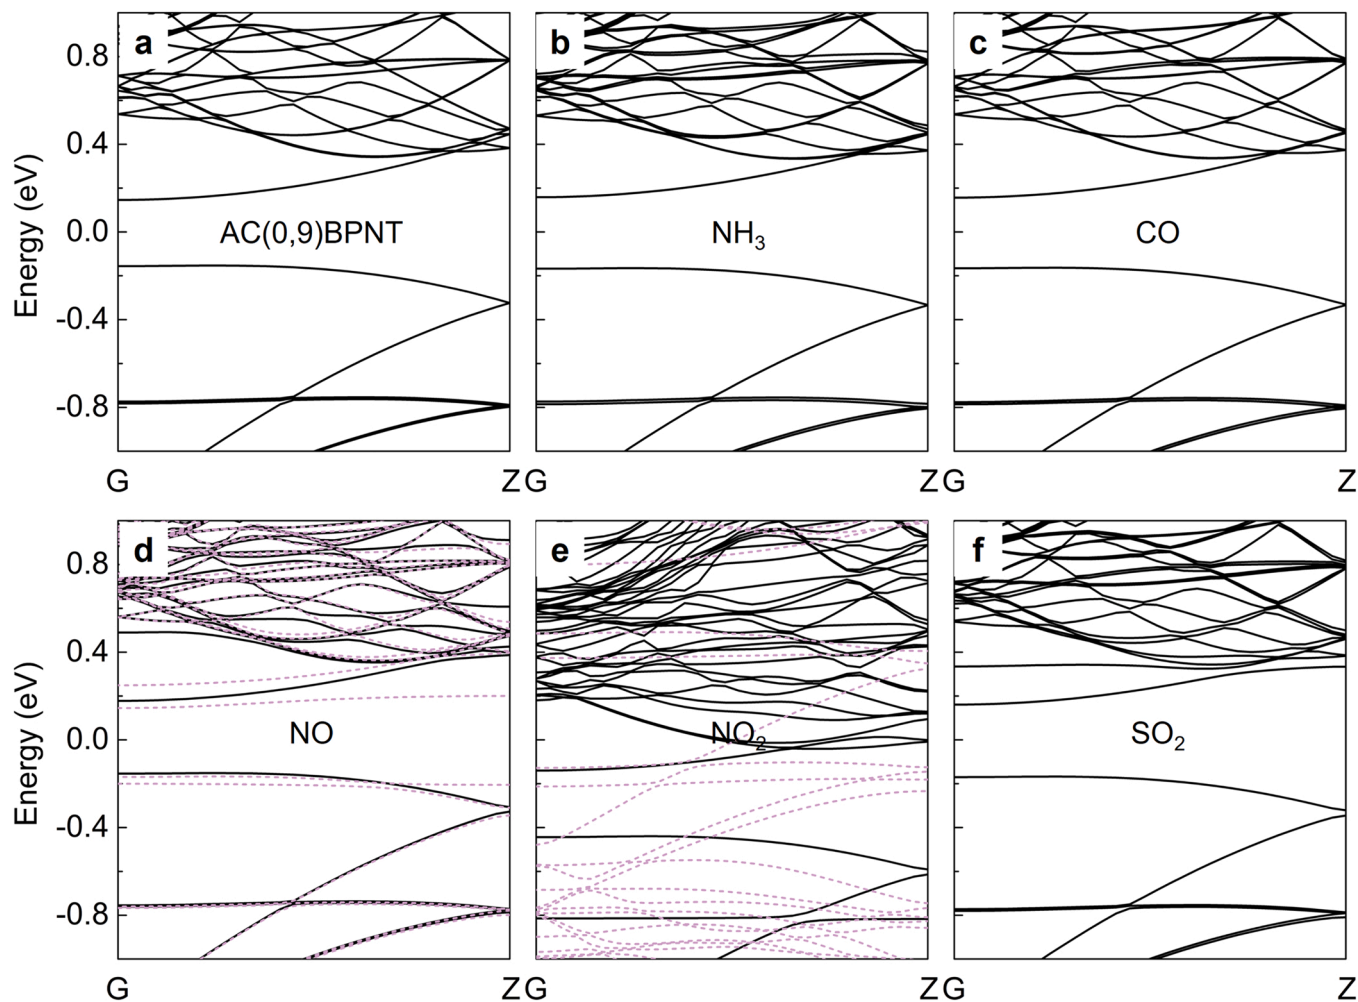 a
b
c
Energy (eV)
0.8
0.4
0.0
-0.4
-0.8
AC(0,9)BPNT
NH₃
CO
G
Z G
Z G
Z
d
e
f
Energy (eV)
0.8
0.4
0.0
-0.4
-0.8
NO
NO₂
SO₂
G
Z G
Z G
Z